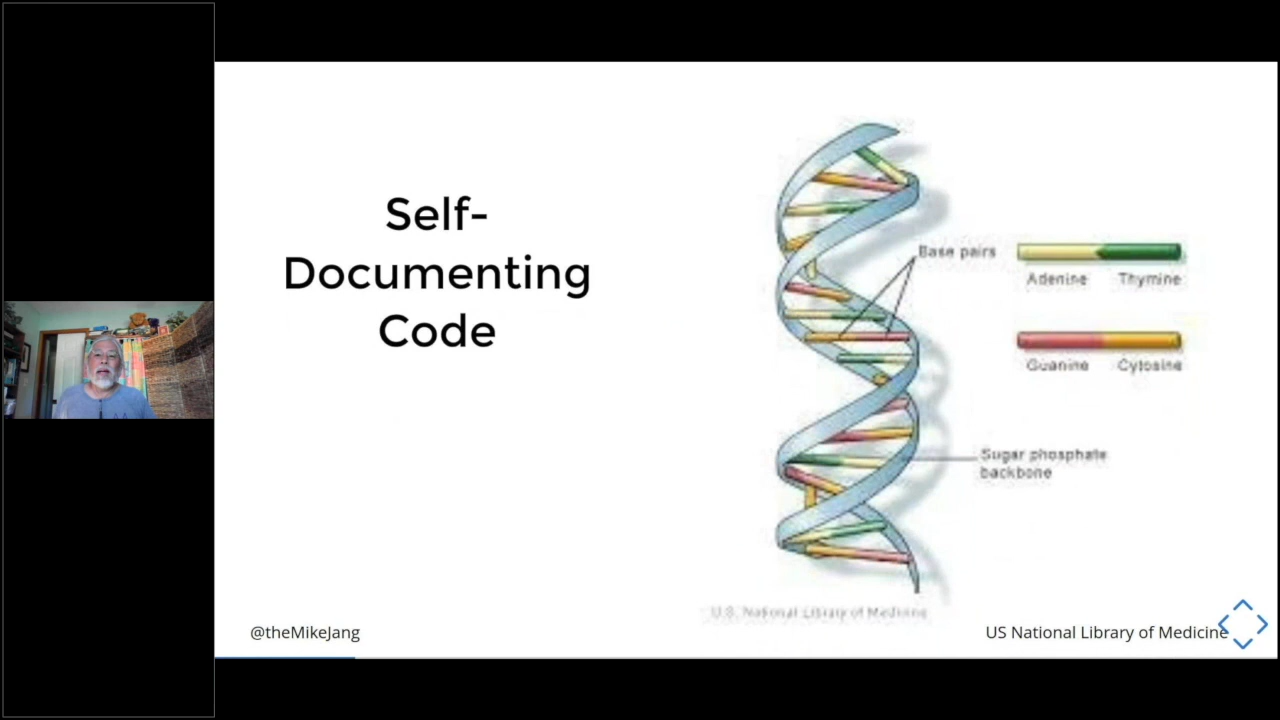 Self-
Documenting
Code
Base pairs
Adenine Thymine
Guanine Cytosine
Sugar phosphate
backbone
U.S. National Library of Medicine
@theMikeJang
US National Library of Medicine